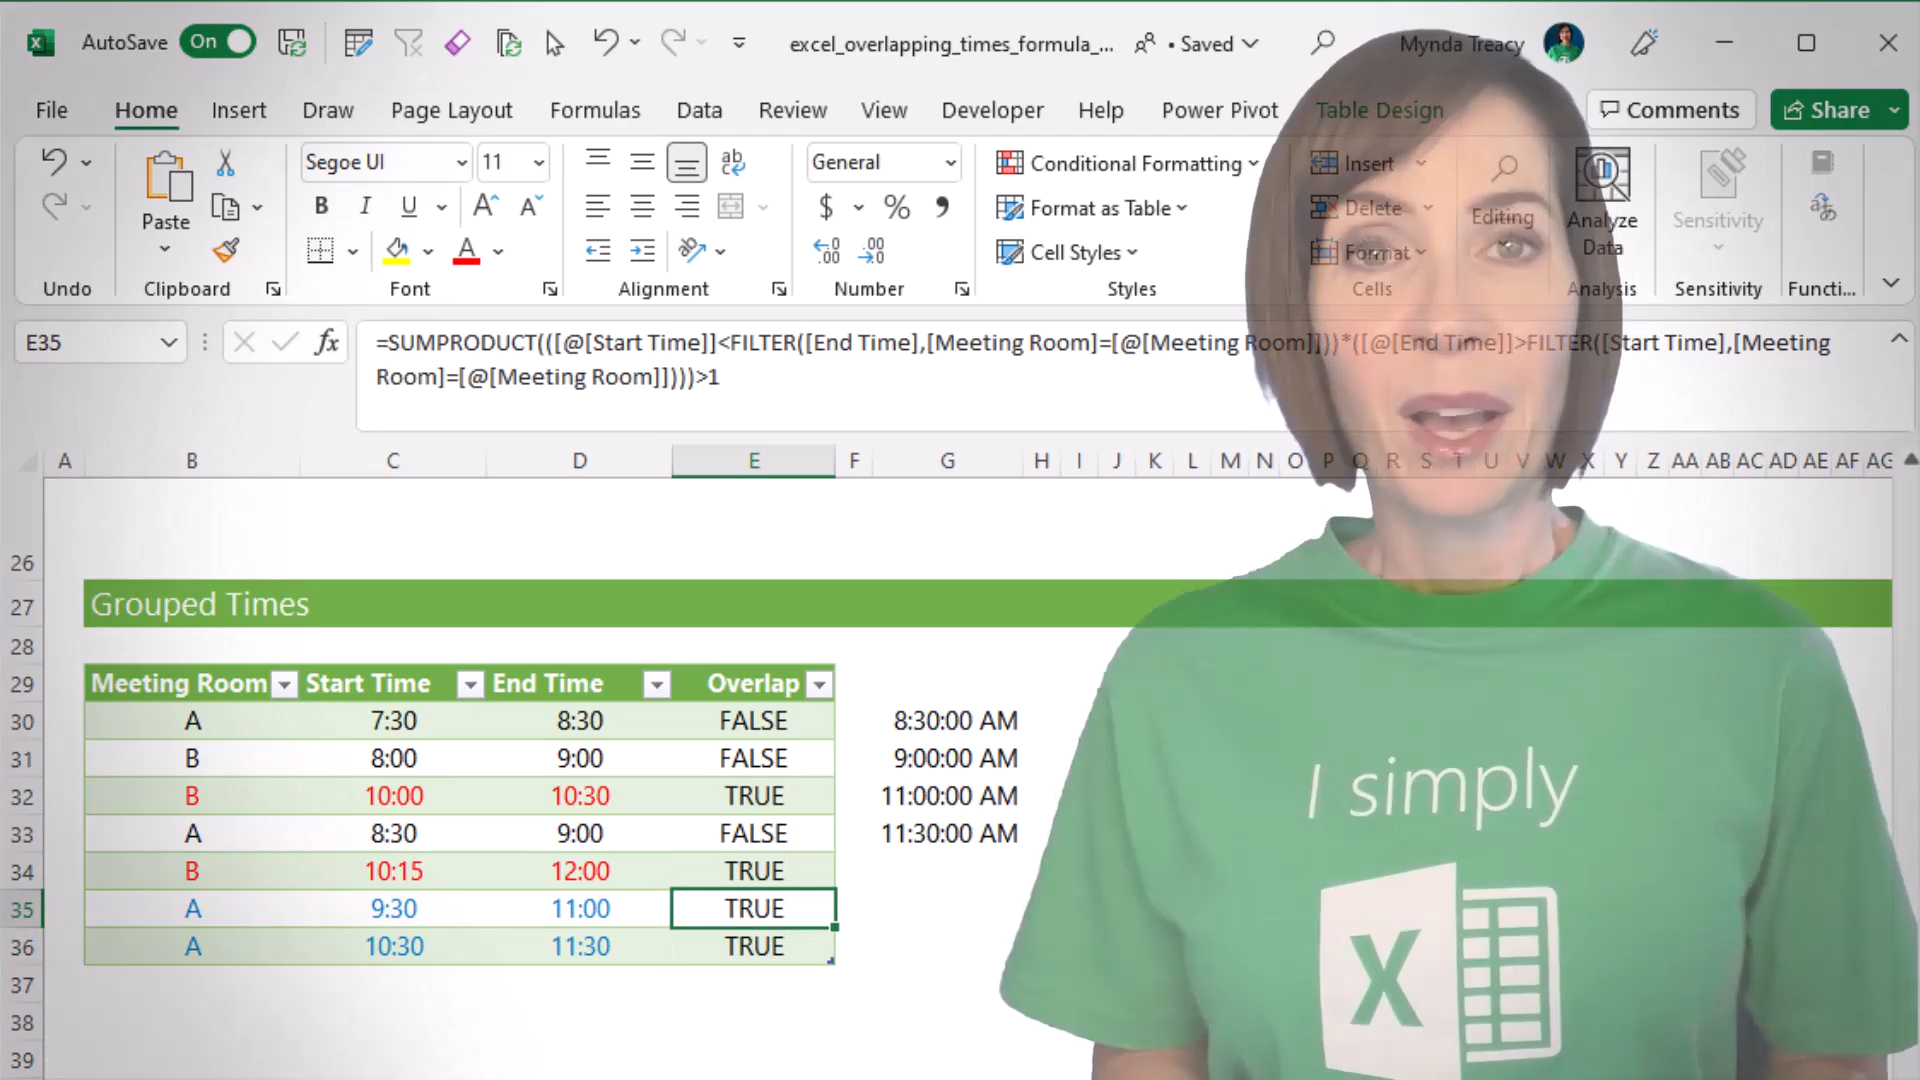 AutoSave On excel_overlapping_times_formula_... • Saved Mynda Treacy
File Home Insert Draw Page Layout Formulas Data Review View Developer Help Power Pivot Table Design Comments Share
Segoe UI 11 ab General Conditional Formatting Insert
Paste B I U A A $ % , Format as Table Delete Editing Analyze Data Sensitivity
A .00 .00 Cell Styles Format
Undo Clipboard Font Alignment Number Styles Cells Analysis Sensitivity Functi...
E35 fx =SUMPRODUCT(([@[Start Time]]<FILTER([End Time],[Meeting Room]=[@[Meeting Room]]))*([@[End Time]]>FILTER([Start Time],[Meeting
Room]=[@[Meeting Room]])))>1
A B C D E F G H I J K L M N O P Q R S T U V W X Y Z AA AB AC AD AE AF AG
26
27 Grouped Times
28
29 Meeting Room Start Time End Time Overlap
30 A 7:30 8:30 FALSE 8:30:00 AM
31 B 8:00 9:00 FALSE 9:00:00 AM
32 B 10:00 10:30 TRUE 11:00:00 AM
33 A 8:30 9:00 FALSE 11:30:00 AM
34 B 10:15 12:00 TRUE
35 A 9:30 11:00 TRUE
36 A 10:30 11:30 TRUE
37
38
39
I simply
X